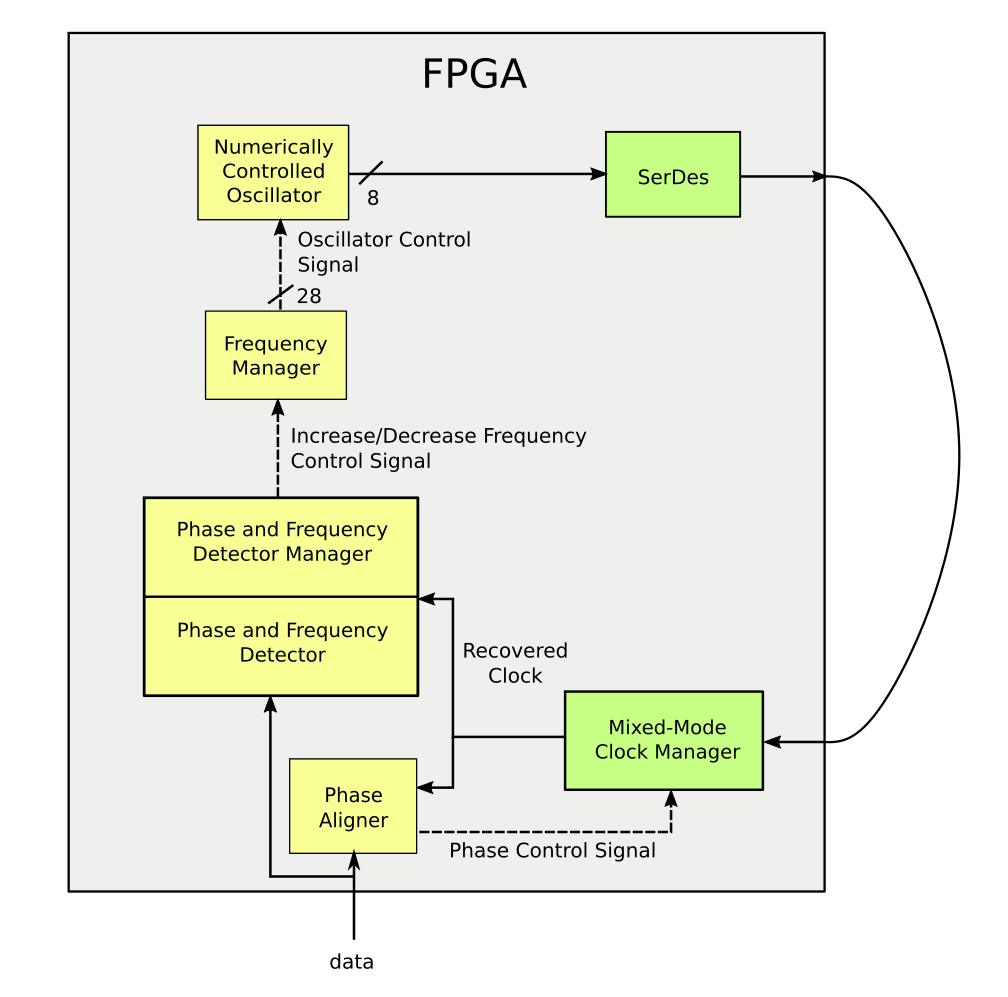 FPGA
Numerically
Controlled
Oscillator
8
SerDes
Oscillator Control
Signal
28
Frequency
Manager
Increase/Decrease Frequency
Control Signal
Phase and Frequency
Detector Manager
Phase and Frequency
Detector
Recovered
Clock
Mixed-Mode
Clock Manager
Phase
Aligner
Phase Control Signal
data